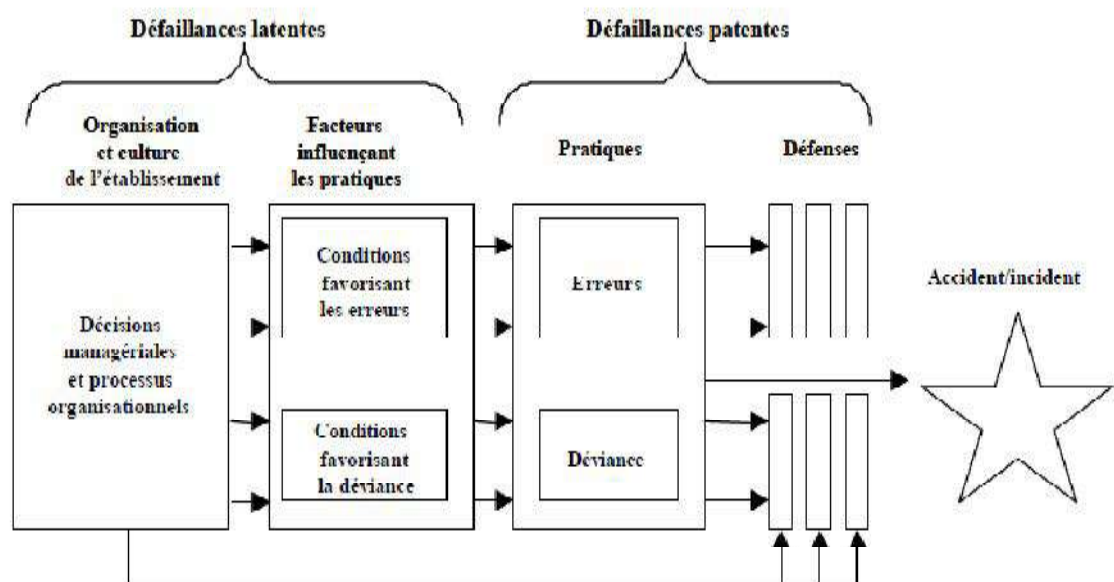 Défaillances latentes
Défaillances patentes
Organisation
et culture
de l'établissement
Facteurs
influençant
les pratiques
Pratiques
Défenses
Décisions
managériales
et processus
organisationnels
Conditions
favorisant
les erreurs
Conditions
favorisant
la déviance
Erreurs
Déviance
Accident/incident